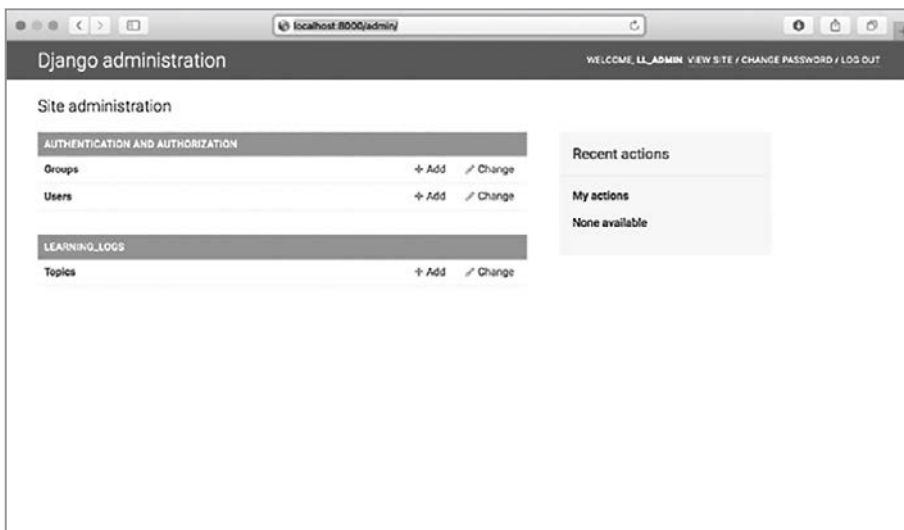 localhost:8000/admin/
Django administration
WELCOME, LL_ADMIN. VIEW SITE / CHANGE PASSWORD / LOG OUT
Site administration
AUTHENTICATION AND AUTHORIZATION
Groups + Add Change
Users + Add Change
LEARNING_LOGS
Topics + Add Change
Recent actions
My actions
None available